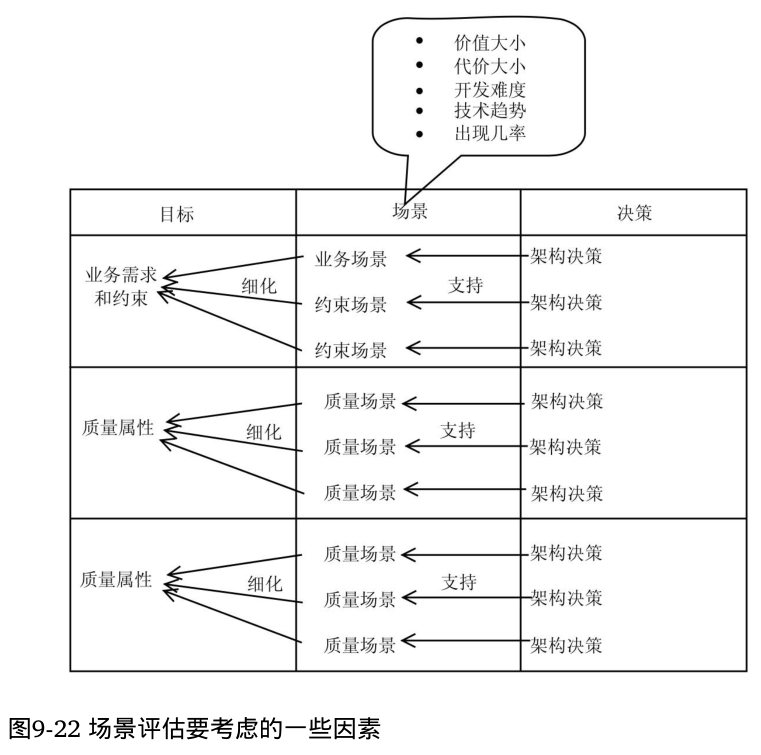 • 价值大小
• 代价大小
• 开发难度
• 技术趋势
• 出现几率
目标 场景 决策
业务场景 架构决策
业务需求
和约束
细化 支持
约束场景 架构决策
约束场景 架构决策
质量场景 架构决策
质量属性 细化 支持
质量场景 架构决策
质量场景 架构决策
质量场景 架构决策
质量属性 细化 支持
质量场景 架构决策
质量场景 架构决策
图9-22 场景评估要考虑的一些因素